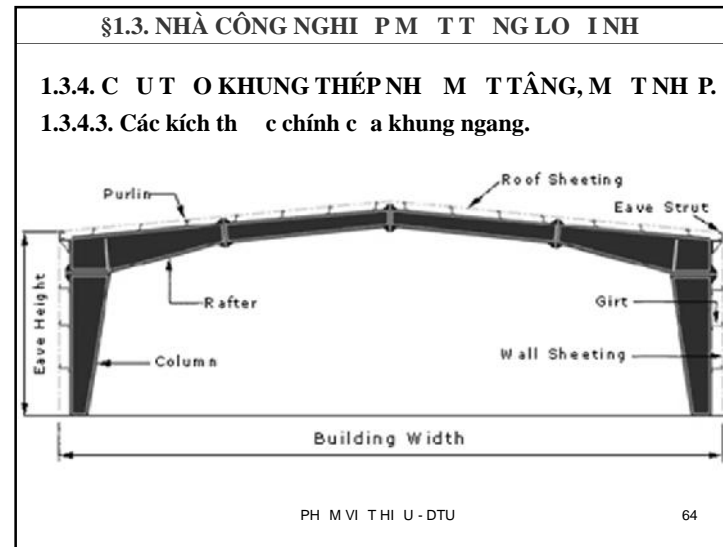 §1.3. NHÀ CÔNG NGHI P M T T NG LO I NH
1.3.4. C U T O KHUNG THÉP NH M T TÂNG, M T NH P.
1.3.4.3. Các kích th c chính c a khung ngang.
Purlin
Roof Sheeting
Eave Strut
Eave Height
Rafter
Girt
Column
Wall Sheeting
Building Width
PH M VI T HI U - DTU 64